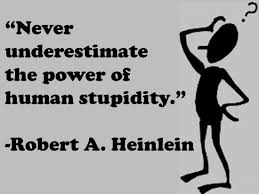 “Never
underestimate
the power of
human stupidity.”
-Robert A. Heinlein
?